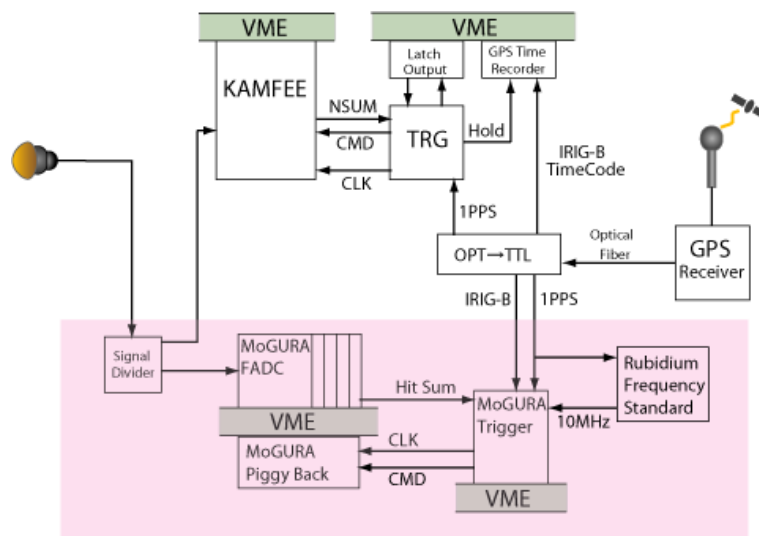 VME
VME
KAMFEE
Latch
Output
GPS Time
Recorder
NSUM
CMD
CLK
TRG
Hold
IRIG-B
TimeCode
1PPS
OPT→TTL
Optical
Fiber
GPS
Receiver
IRIG-B
1PPS
Signal
Divider
MoGURA
FADC
Hit Sum
MoGURA
Trigger
Rubidium
Frequency
Standard
10MHz
VME
MoGURA
Piggy Back
CLK
CMD
VME